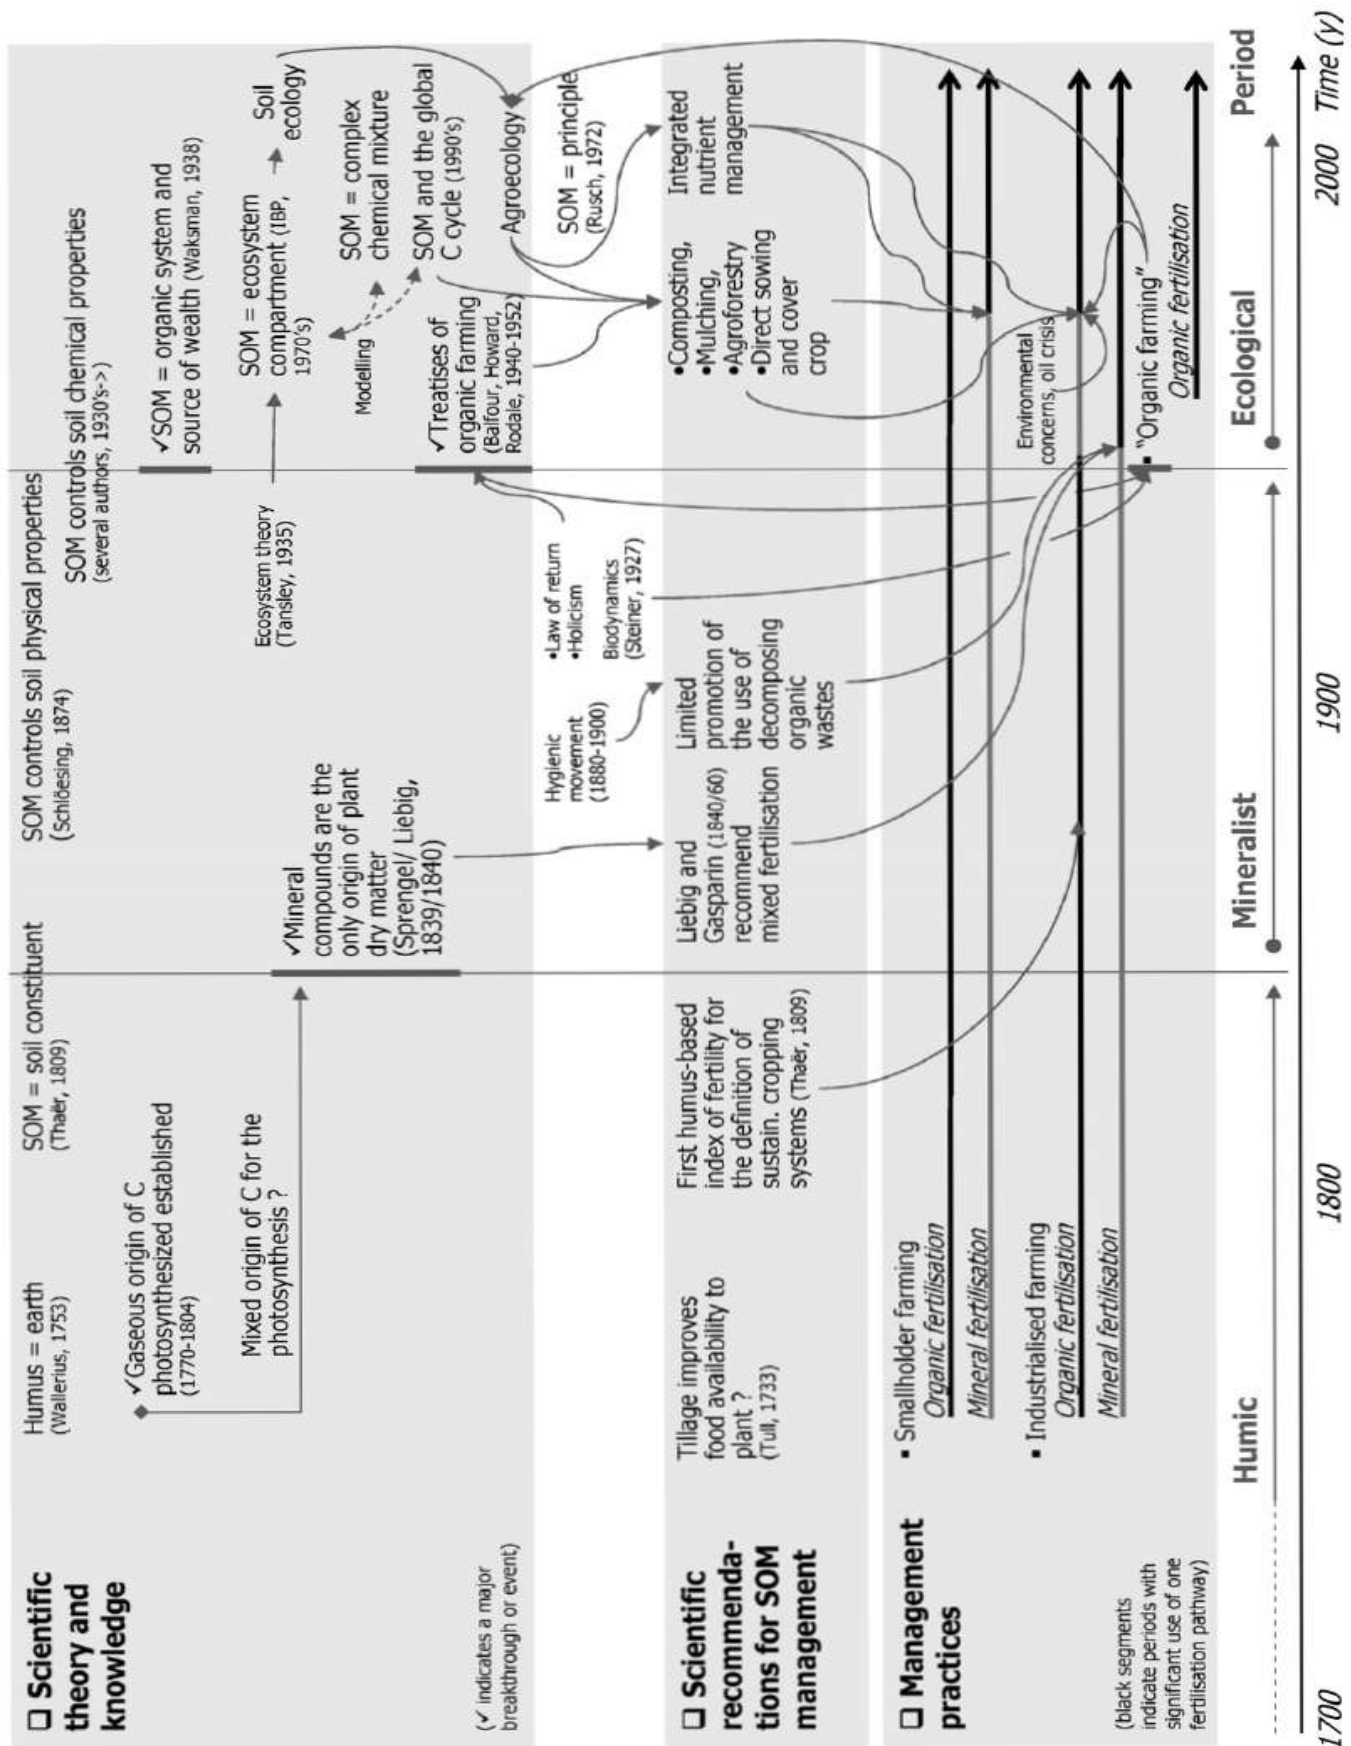 ❑ Scientific
theory and
knowledge
(✓ indicates a major
breakthrough or event)
Humus = earth
(Wallerius, 1753)
SOM = soil constituent
(Thaër, 1809)
SOM controls soil physical properties
(Schlöesing, 1874)
SOM controls soil chemical properties
(several authors, 1930's->)
✓Gaseous origin of C
photosynthesized established
(1770-1804)
Mixed origin of C for the
photosynthesis ?
✓Mineral
compounds are the
only origin of plant
dry matter
(Sprengel/ Liebig,
1839/1840)
✓SOM = organic system and
source of wealth (Waksman, 1938)
Ecosystem theory
(Tansley, 1935)
SOM = ecosystem
compartment (IBP,
1970's)
Soil
ecology
Modelling
SOM = complex
chemical mixture
SOM and the global
C cycle (1990's)
✓Treatises of
organic farming
(Balfour, Howard,
Rodale, 1940-1952)
Agroecology
•Law of return
•Holicism
Biodynamics
(Steiner, 1927)
Hygienic
movement
(1880-1900)
SOM = principle
(Rusch, 1972)
❑ Scientific
recommenda-
tions for SOM
management
Tillage improves
food availability to
plant ?
(Tull, 1733)
First humus-based
index of fertility for
the definition of
sustain. cropping
systems (Thaër, 1809)
Liebig and
Gasparin (1840/60)
recommend
mixed fertilisation
Limited
promotion of
the use of
decomposing
organic
wastes
•Composting,
•Mulching,
•Agroforestry
•Direct sowing
and cover
crop
Integrated
nutrient
management
❑ Management
practices
(black segments
indicate periods with
significant use of one
fertilisation pathway)
▪ Smallholder farming
Organic fertilisation
Mineral fertilisation
▪ Industrialised farming
Organic fertilisation
Mineral fertilisation
Environmental
concerns, oil crisis
▪ "Organic farming"
Organic fertilisation
Humic
Mineralist
Ecological
Period
1700
1800
1900
2000
Time (y)